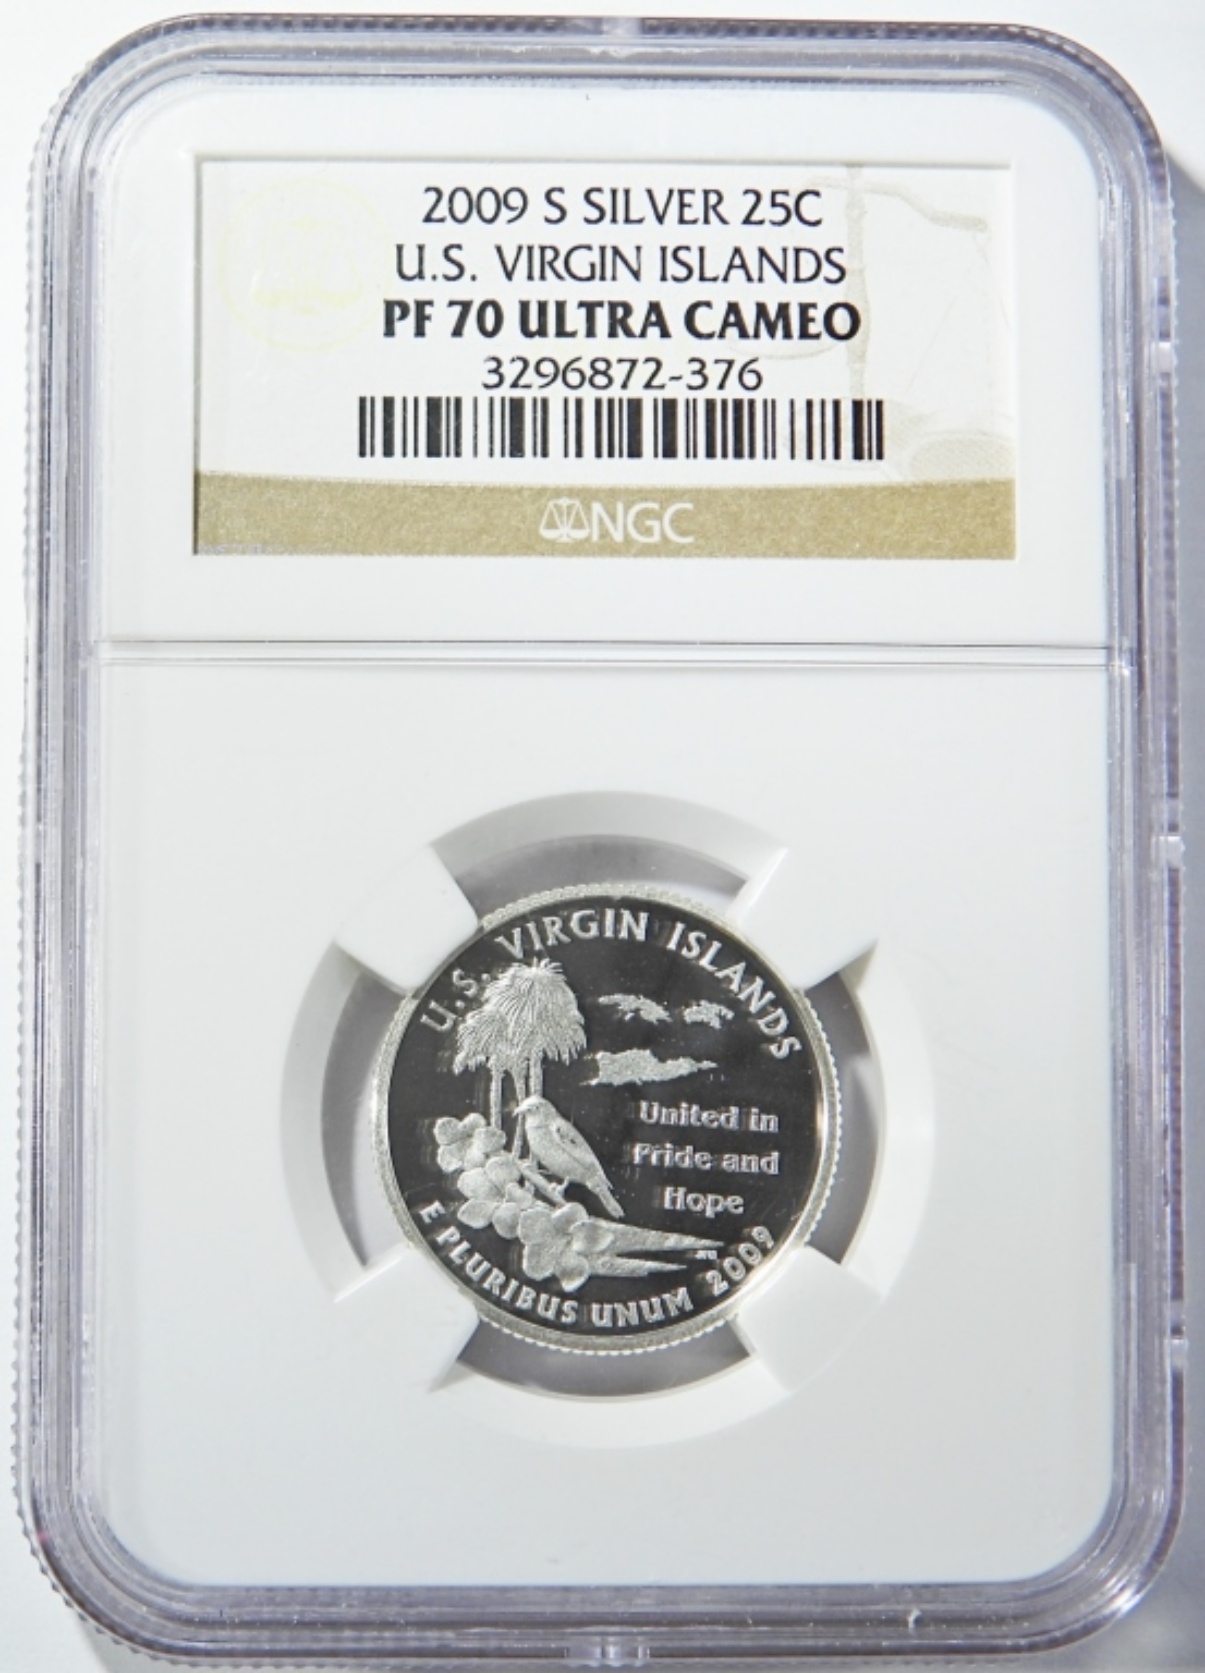 2009 S SILVER 25C
U.S. VIRGIN ISLANDS
PF 70 ULTRA CAMEO
3296872-376
NGC
U.S. VIRGIN ISLANDS
United in
Pride and
Hope
E PLURIBUS UNUM 2009